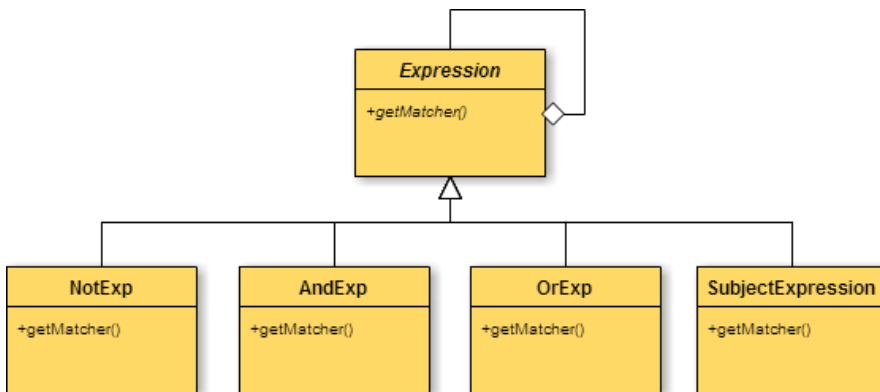 Expression
+getMatcher()
NotExp
AndExp
OrExp
SubjectExpression
+getMatcher()
+getMatcher()
+getMatcher()
+getMatcher()